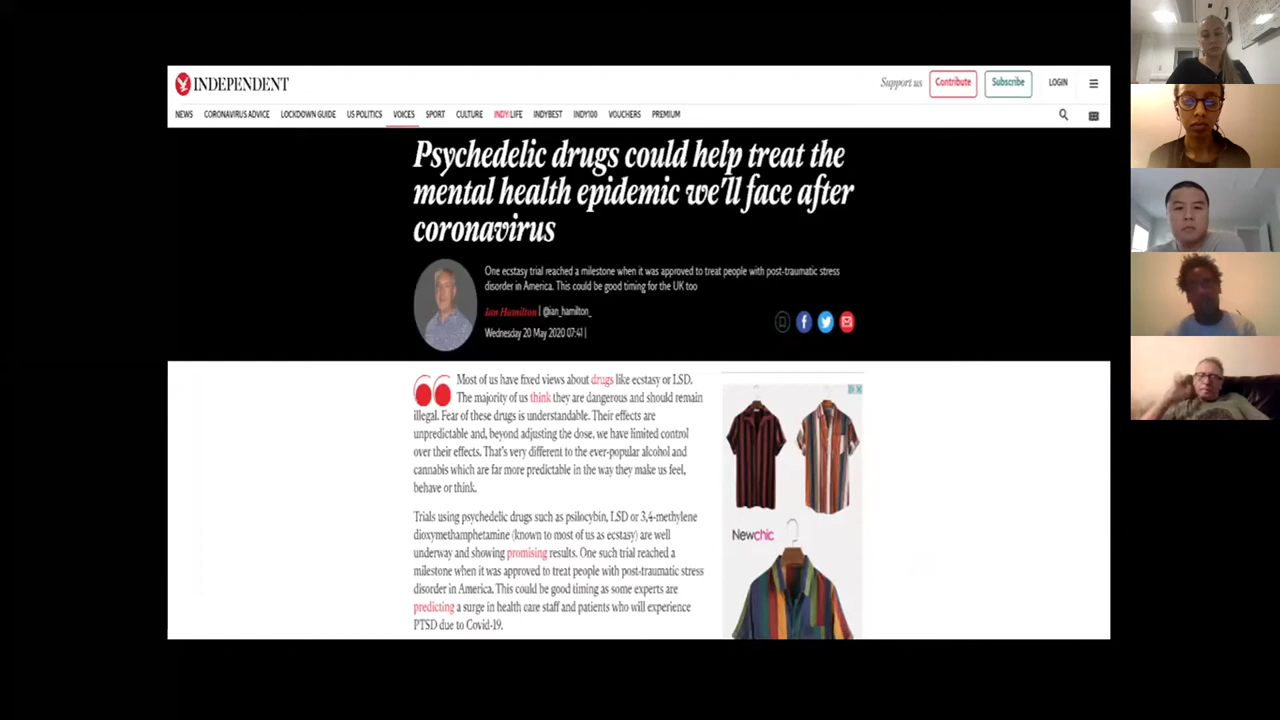 INDEPENDENT
Support us
Contribute
Subscribe
LOGIN
NEWS CORONAVIRUS ADVICE LOCKDOWN GUIDE US POLITICS VOICES SPORT CULTURE INDY/LIFE INDYBEST INDY100 VOUCHERS PREMIUM
Psychedelic drugs could help treat the
mental health epidemic we'll face after
coronavirus
One ecstasy trial reached a milestone when it was approved to treat people with post-traumatic stress
disorder in America. This could be good timing for the UK too
Ian Hamilton | @ian_hamilton_
Wednesday 20 May 2020 07:41 |
Most of us have fixed views about drugs like ecstasy or LSD.
The majority of us think they are dangerous and should remain
illegal. Fear of these drugs is understandable. Their effects are
unpredictable and, beyond adjusting the dose, we have limited control
over their effects. That's very different to the ever-popular alcohol and
cannabis which are far more predictable in the way they make us feel,
behave or think.
Trials using psychedelic drugs such as psilocybin, LSD or 3,4-methylene
dioxymethamphetamine (known to most of us as ecstasy) are well
underway and showing promising results. One such trial reached a
milestone when it was approved to treat people with post-traumatic stress
disorder in America. This could be good timing as some experts are
predicting a surge in health care staff and patients who will experience
PTSD due to Covid-19.
Newchic